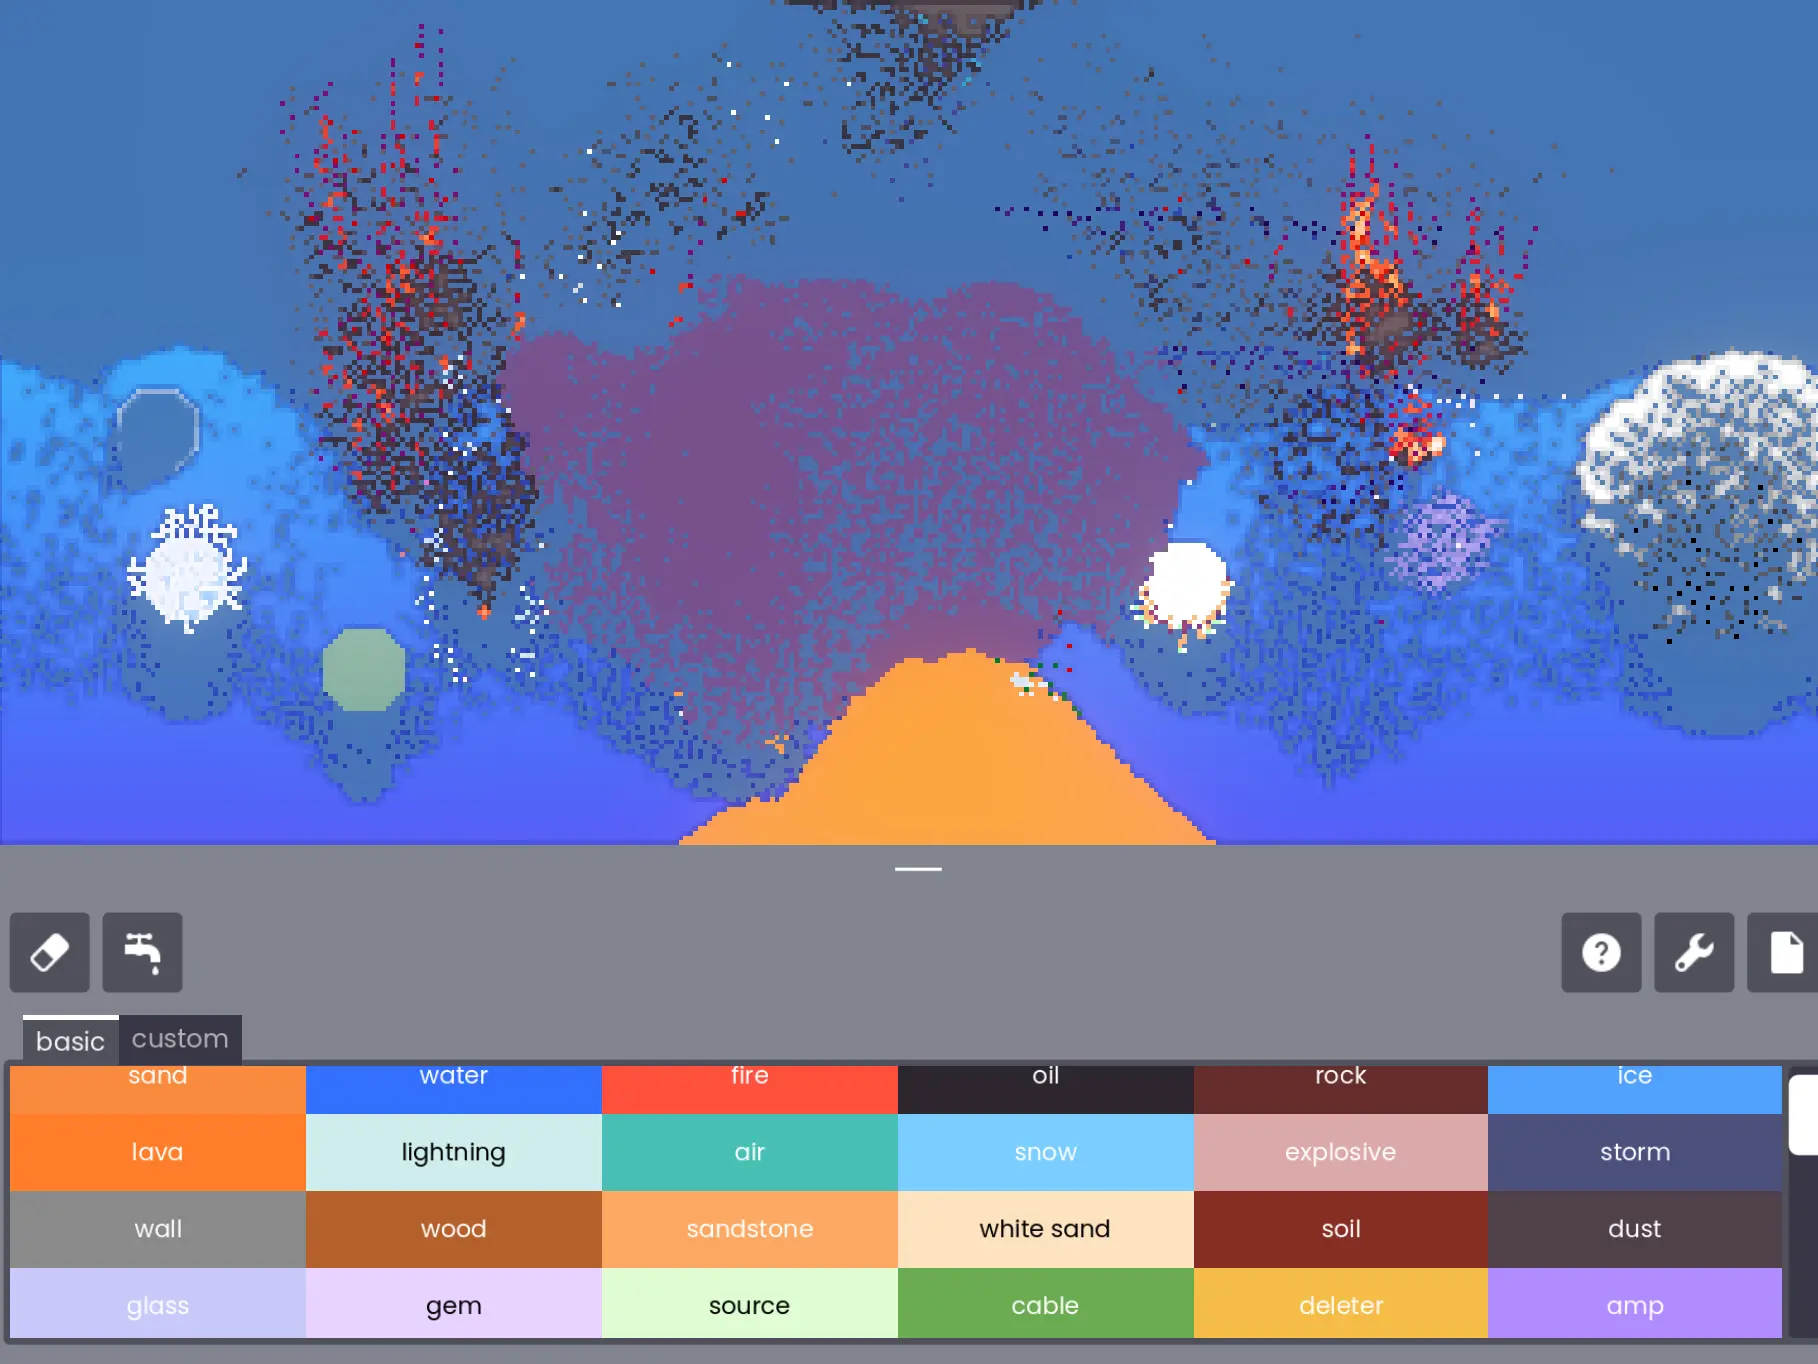 basic custom
sand water fire oil rock ice
lava lightning air snow explosive storm
wall wood sandstone white sand soil dust
glass gem source cable deleter amp